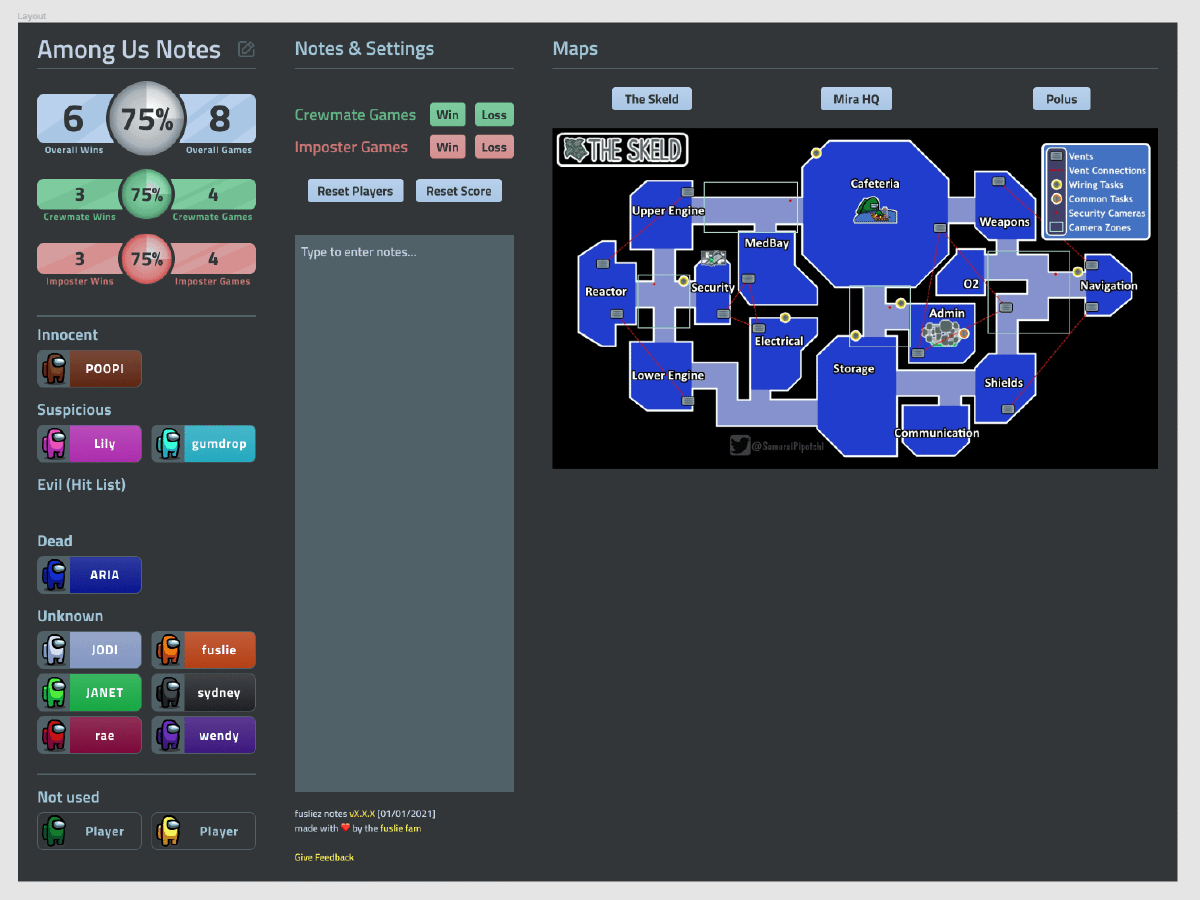 Layout
Among Us Notes
6
75%
8
Overall Wins
Overall Games
3
75%
4
Crewmate Wins
Crewmate Games
3
75%
4
Imposter Wins
Imposter Games
Innocent
POOPI
Suspicious
Lily
gumdrop
Evil (Hit List)
Dead
ARIA
Unknown
JODI
fuslie
JANET
sydney
rae
wendy
Not used
Player
Player
Notes & Settings
Crewmate Games
Win
Loss
Imposter Games
Win
Loss
Reset Players
Reset Score
Type to enter notes...
fusliez notes vX.X.X [01/01/2021]
made with ❤️ by the fuslie fam
Give Feedback
Maps
The Skeld
Mira HQ
Polus
THE SKELD
Vents
Vent Connections
Wiring Tasks
Common Tasks
Security Cameras
Camera Zones
Cafeteria
Upper Engine
Weapons
MedBay
Reactor
Security
O2
Navigation
Admin
Electrical
Lower Engine
Storage
Shields
Communication
@SamuraiPipotchi